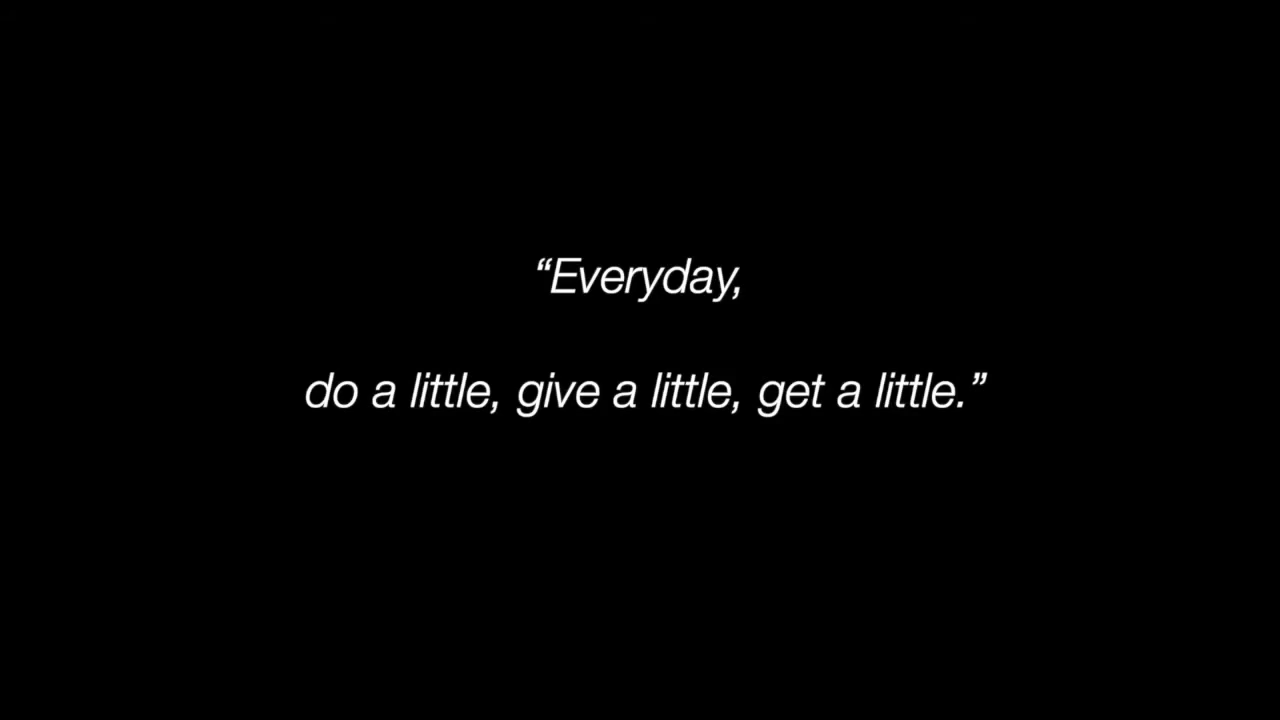 “Everyday,
do a little, give a little, get a little.”